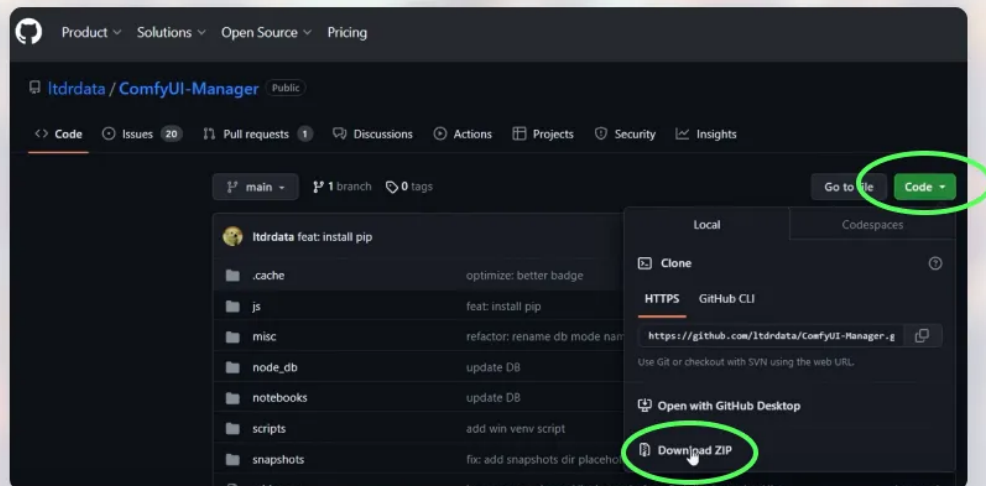 Product Solutions Open Source Pricing
ltdrdata / ComfyUI-Manager Public
Code Issues 20 Pull requests 1 Discussions Actions Projects Security Insights
main 1 branch 0 tags Go to file Code
ltdrdata feat: install pip
Local Codespaces
Clone
.cache optimize: better badge
HTTPS GitHub CLI
js feat: install pip
https://github.com/ltdrdata/ComfyUI-Manager.g
misc refactor: rename db mode nam
Use Git or checkout with SVN using the web URL.
node_db update DB
notebooks update DB
Open with GitHub Desktop
scripts add win venv script
Download ZIP
snapshots fix: add snapshots dir placehol